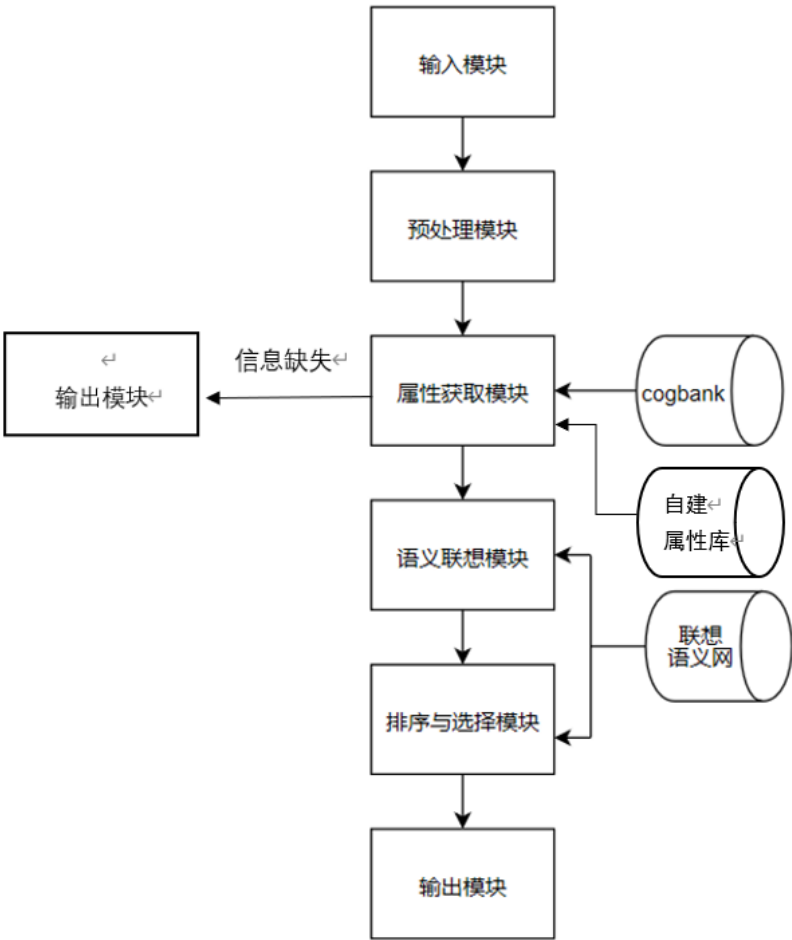 输入模块
预处理模块
信息缺失↵
↵
输出模块↵
属性获取模块
cogbank
自建↵
属性库↵
语义联想模块
联想
语义网
排序与选择模块
输出模块